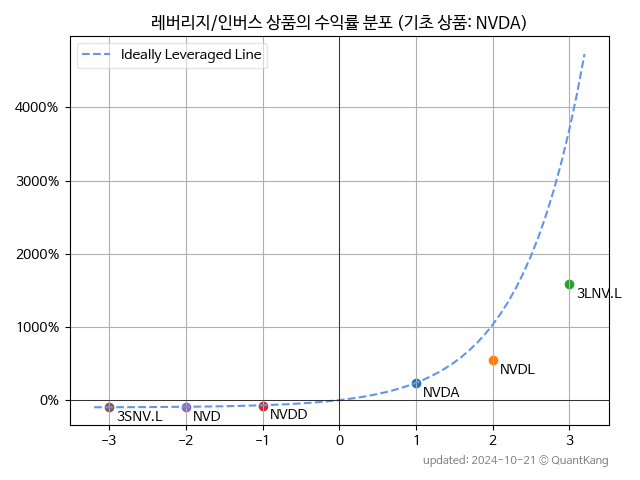 레버리지/인버스 상품의 수익률 분포 (기초 상품: NVDA)
Ideally Leveraged Line
4000%
3000%
2000%
1000%
0%
3LNV.L
NVDL
NVDA
NVDD
NVD
3SNV.L
−3 −2 −1 0 1 2 3
updated: 2024-10-21 © QuantKang